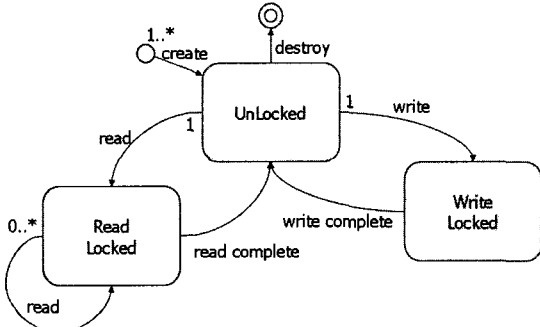 1..*
create
destroy
UnLocked
1
1
write
read
Read
Locked
0..*
read
read complete
write complete
Write
Locked